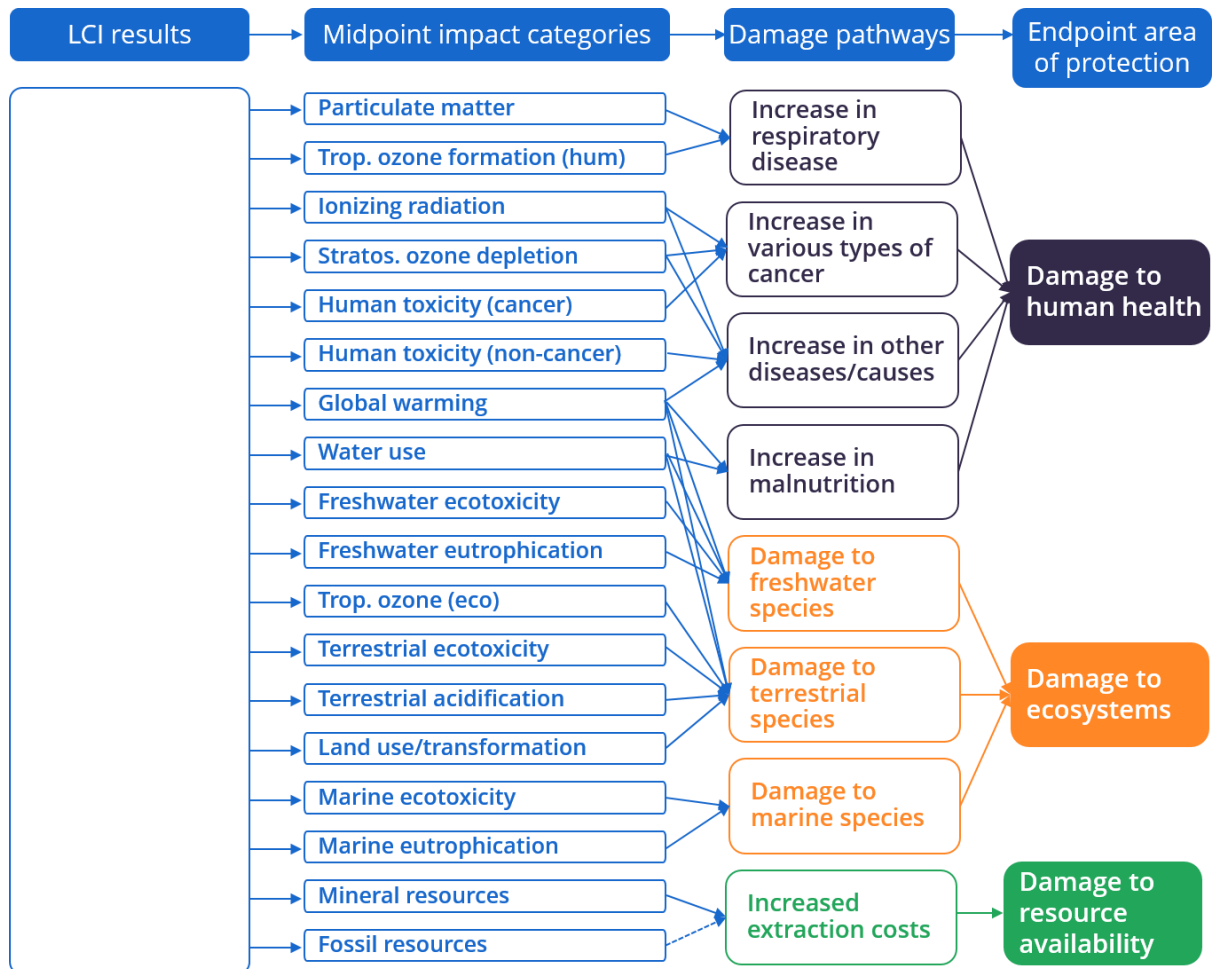 LCI results
Midpoint impact categories
Damage pathways
Endpoint area
of protection
Particulate matter
Trop. ozone formation (hum)
Ionizing radiation
Stratos. ozone depletion
Human toxicity (cancer)
Human toxicity (non-cancer)
Global warming
Water use
Freshwater ecotoxicity
Freshwater eutrophication
Trop. ozone (eco)
Terrestrial ecotoxicity
Terrestrial acidification
Land use/transformation
Marine ecotoxicity
Marine eutrophication
Mineral resources
Fossil resources
Increase in
respiratory
disease
Increase in
various types of
cancer
Increase in other
diseases/causes
Increase in
malnutrition
Damage to
freshwater
species
Damage to
terrestrial
species
Damage to
marine species
Increased
extraction costs
Damage to
human health
Damage to
ecosystems
Damage to
resource
availability